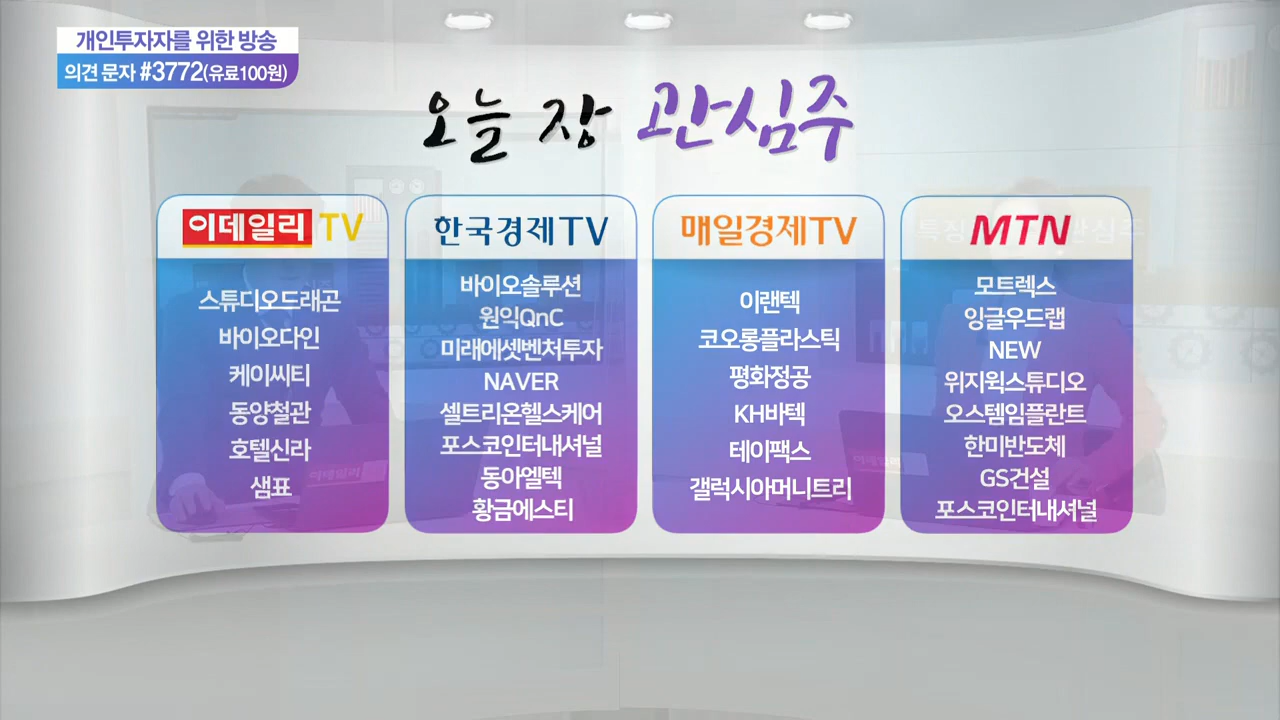 개인투자자를 위한 방송
의견 문자 #3772(유료100원)
오늘 장 관심주
이데일리 TV
스튜디오드래곤
바이오다인
케이씨티
동양철관
호텔신라
샘표
한국경제TV
바이오솔루션
원익QnC
미래에셋벤처투자
NAVER
셀트리온헬스케어
포스코인터내셔널
동아엘텍
황금에스티
매일경제TV
이랜텍
코오롱플라스틱
평화정공
KH바텍
테이팩스
갤럭시아머니트리
MTN
모트렉스
잉글우드랩
NEW
위지윅스튜디오
오스템임플란트
한미반도체
GS건설
포스코인터내셔널